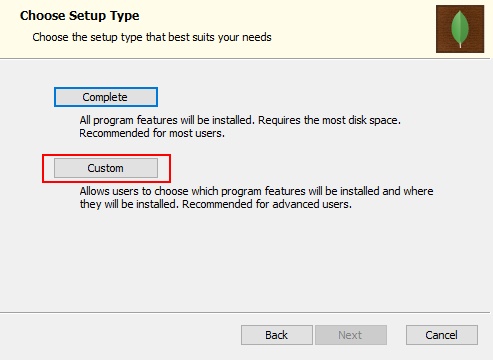 Choose Setup Type
Choose the setup type that best suits your needs
Complete
All program features will be installed. Requires the most disk space.
Recommended for most users.
Custom
Allows users to choose which program features will be installed and where
they will be installed. Recommended for advanced users.
Back
Next
Cancel